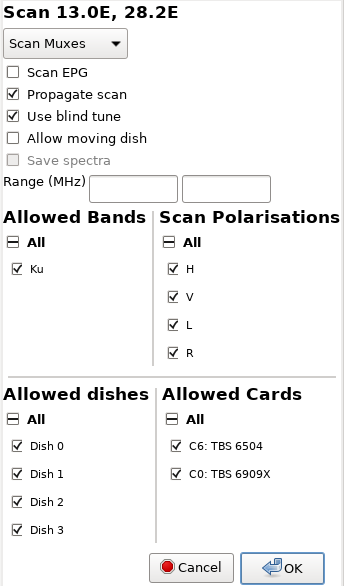 Scan 13.0E, 28.2E
Scan Muxes
Scan EPG
Propagate scan
Use blind tune
Allow moving dish
Save spectra
Range (MHz)
Allowed Bands
All
Ku
Scan Polarisations
All
H
V
L
R
Allowed dishes
All
Dish 0
Dish 1
Dish 2
Dish 3
Allowed Cards
All
C6: TBS 6504
C0: TBS 6909X
Cancel
OK